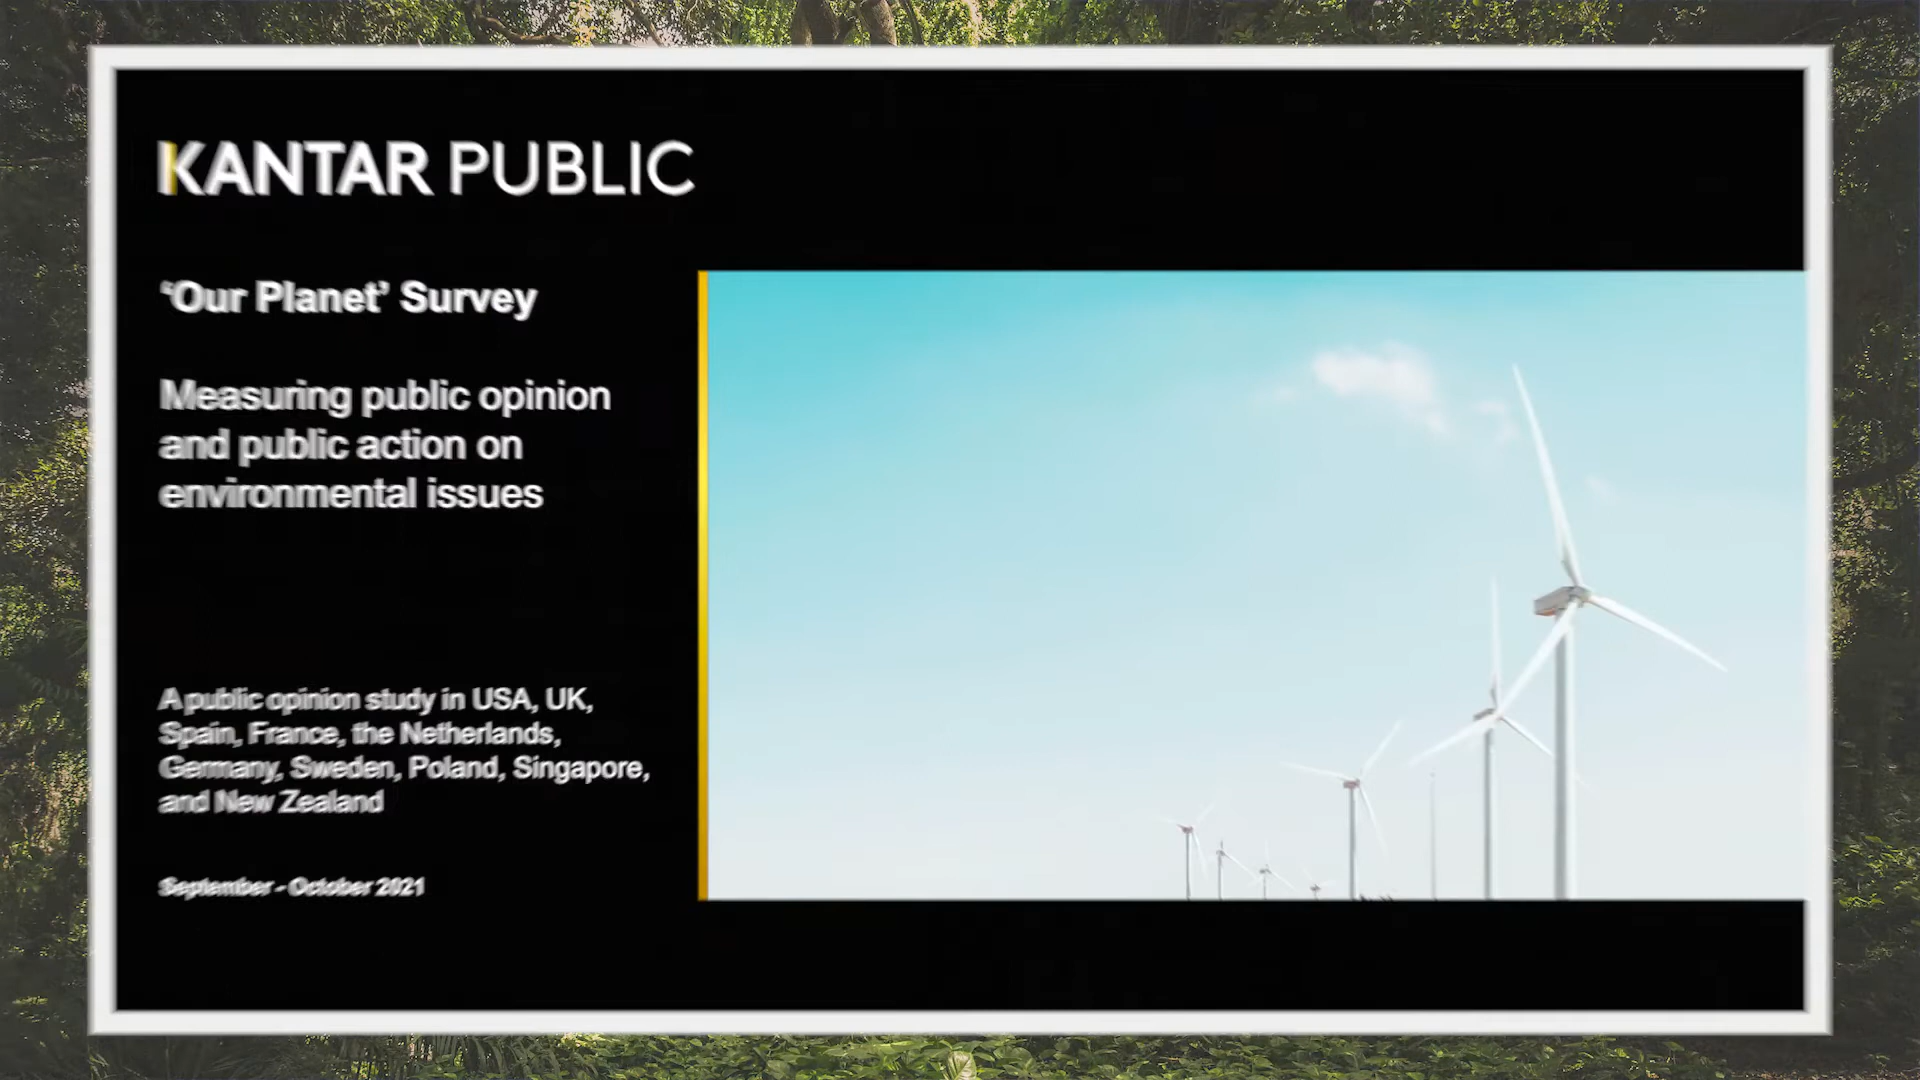 KANTAR PUBLIC
‘Our Planet’ Survey
Measuring public opinion
and public action on
environmental issues
A public opinion study in USA, UK,
Spain, France, the Netherlands,
Germany, Sweden, Poland, Singapore,
and New Zealand
September - October 2021